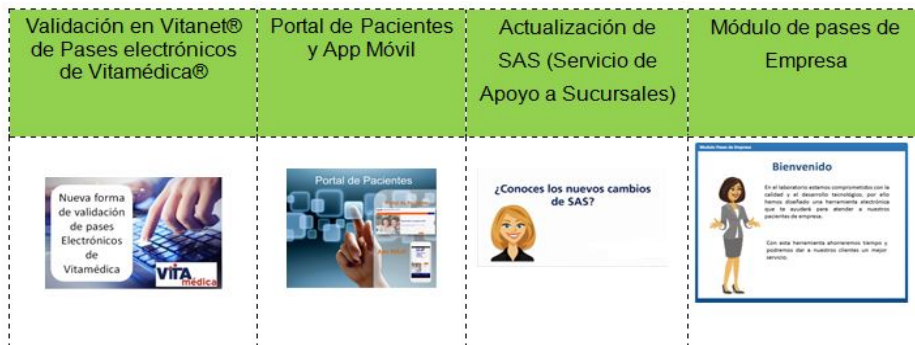 Validación en Vitanet®
de Pases electrónicos
de Vitamédica®
Portal de Pacientes
y App Móvil
Actualización de
SAS (Servicio de
Apoyo a Sucursales)
Módulo de pases de
Empresa
Nueva forma
de validación
de pases
Electrónicos
de
Vitamédica
VITA
médica
Portal de Pacientes
¿Conoces los nuevos cambios
de SAS?
Modulo Pases de Empresa
Bienvenido
En el laboratorio estamos comprometidos con la
calidad y el desarrollo tecnológico, por ello
hemos diseñado una herramienta electrónica
que te ayudará para atender a nuestros
pacientes de empresa.
Con esta herramienta ahorraremos tiempo y
podremos dar a nuestros clientes un mejor
servicio.